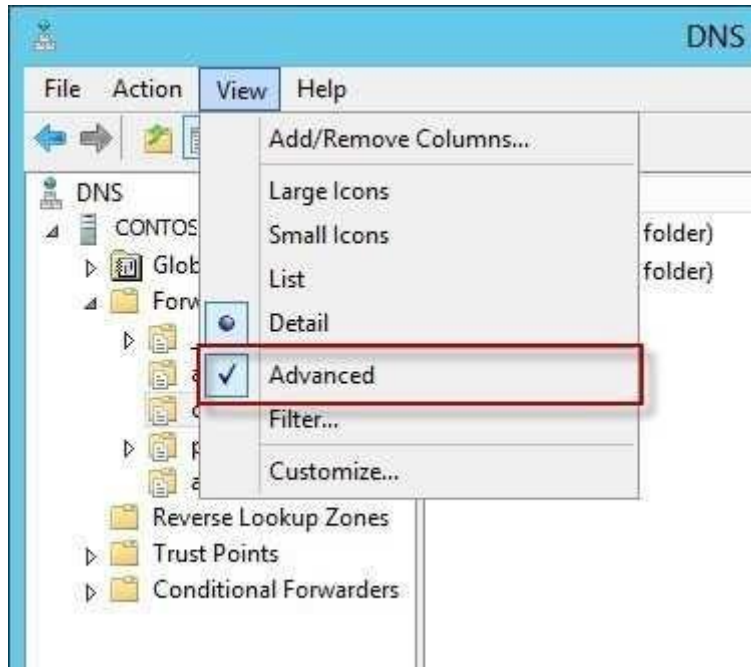 DNS
File Action View Help
Add/Remove Columns...
DNS
Large Icons
CONTOS
Small Icons
folder)
Glob
List
folder)
Forw
Detail
Advanced
Filter...
Customize...
Reverse Lookup Zones
Trust Points
Conditional Forwarders